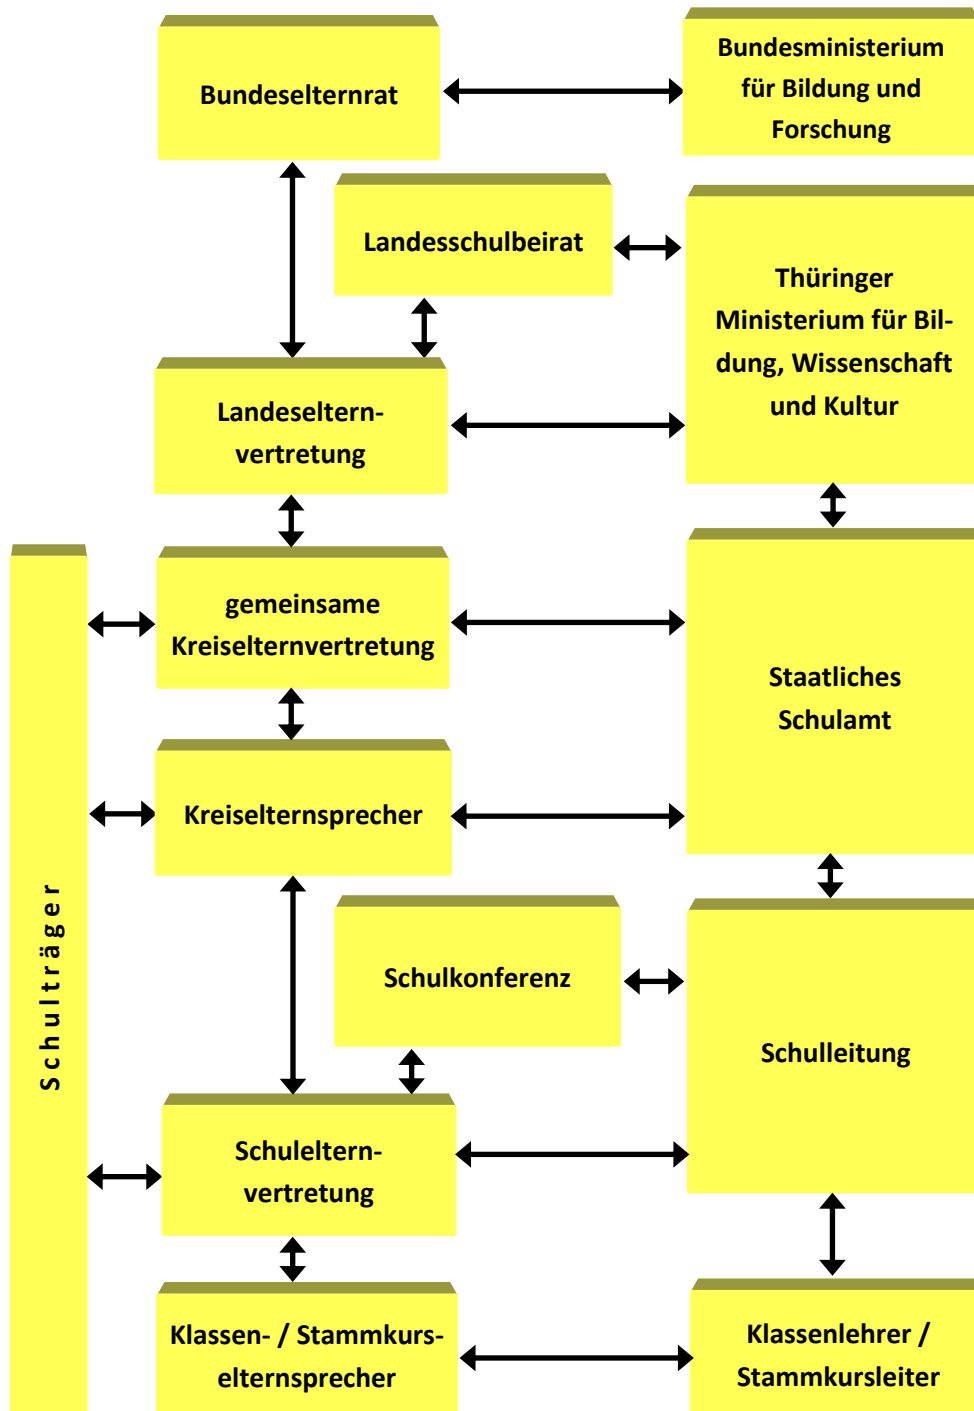 Bundeselternrat
Bundesministerium
für Bildung und
Forschung
Landesschulbeirat
Thüringer
Ministerium für Bil-
dung, Wissenschaft
und Kultur
Landeseltern-
vertretung
gemeinsame
Kreiselternvertretung
Staatliches
Schulamt
Kreiselternsprecher
Schulträger
Schulkonferenz
Schulleitung
Schuleltern-
vertretung
Klassen- / Stammkurs-
elternsprecher
Klassenlehrer /
Stammkursleiter